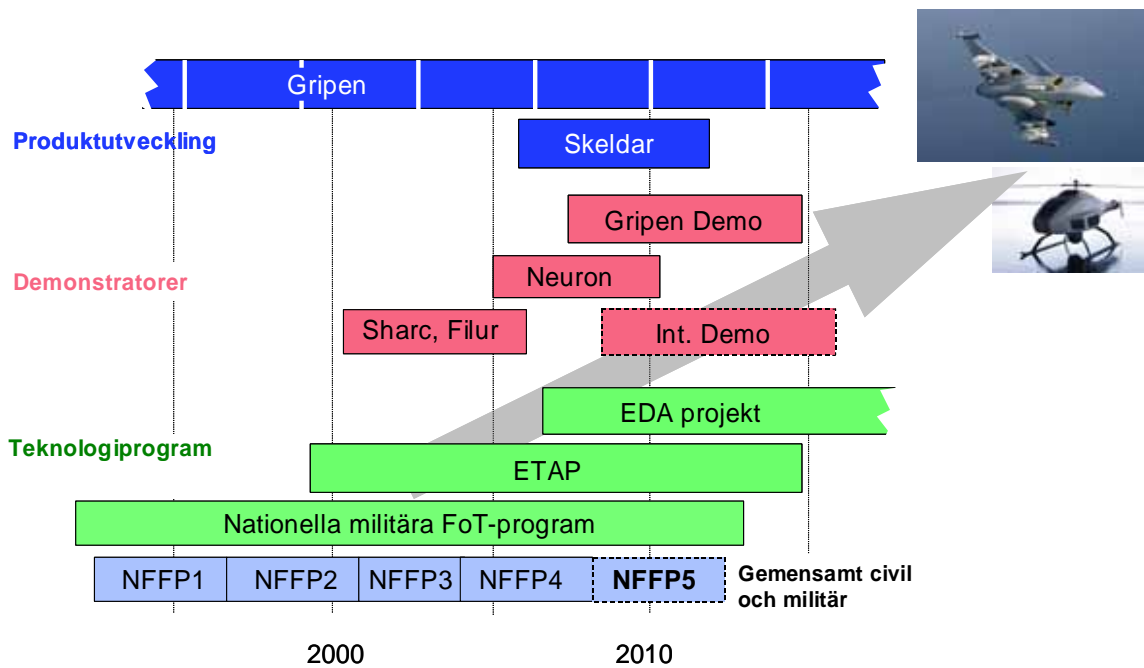 Gripen
Produktutveckling
Skeldar
Gripen Demo
Neuron
Demonstratorer
Sharc, Filur
Int. Demo
EDA projekt
Teknologiprogram
ETAP
Nationella militära FoT-program
NFFP1
NFFP2
NFFP3
NFFP4
NFFP5
Gemensamt civil
och militär
2000
2010